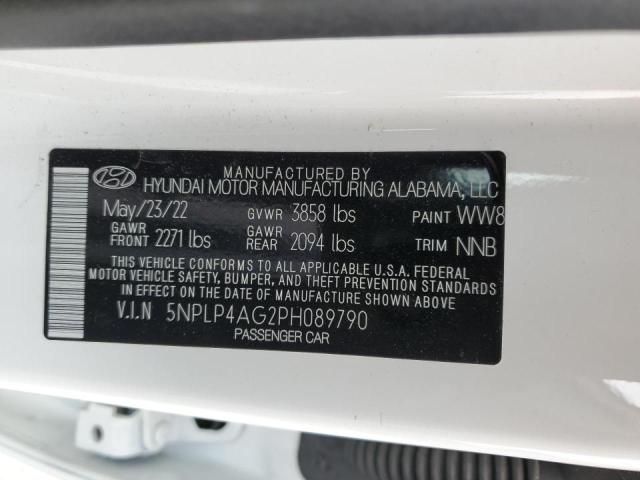 MANUFACTURED BY
HYUNDAI MOTOR MANUFACTURING ALABAMA, LLC
May/23/22 GVWR 3858 lbs PAINT WW8
GAWR FRONT 2271 lbs GAWR REAR 2094 lbs TRIM NNB
THIS VEHICLE CONFORMS TO ALL APPLICABLE U.S.A. FEDERAL
MOTOR VEHICLE SAFETY, BUMPER, AND THEFT PREVENTION STANDARDS
IN EFFECT ON THE DATE OF MANUFACTURE SHOWN ABOVE.
V.I.N 5NPLP4AG2PH089790
PASSENGER CAR